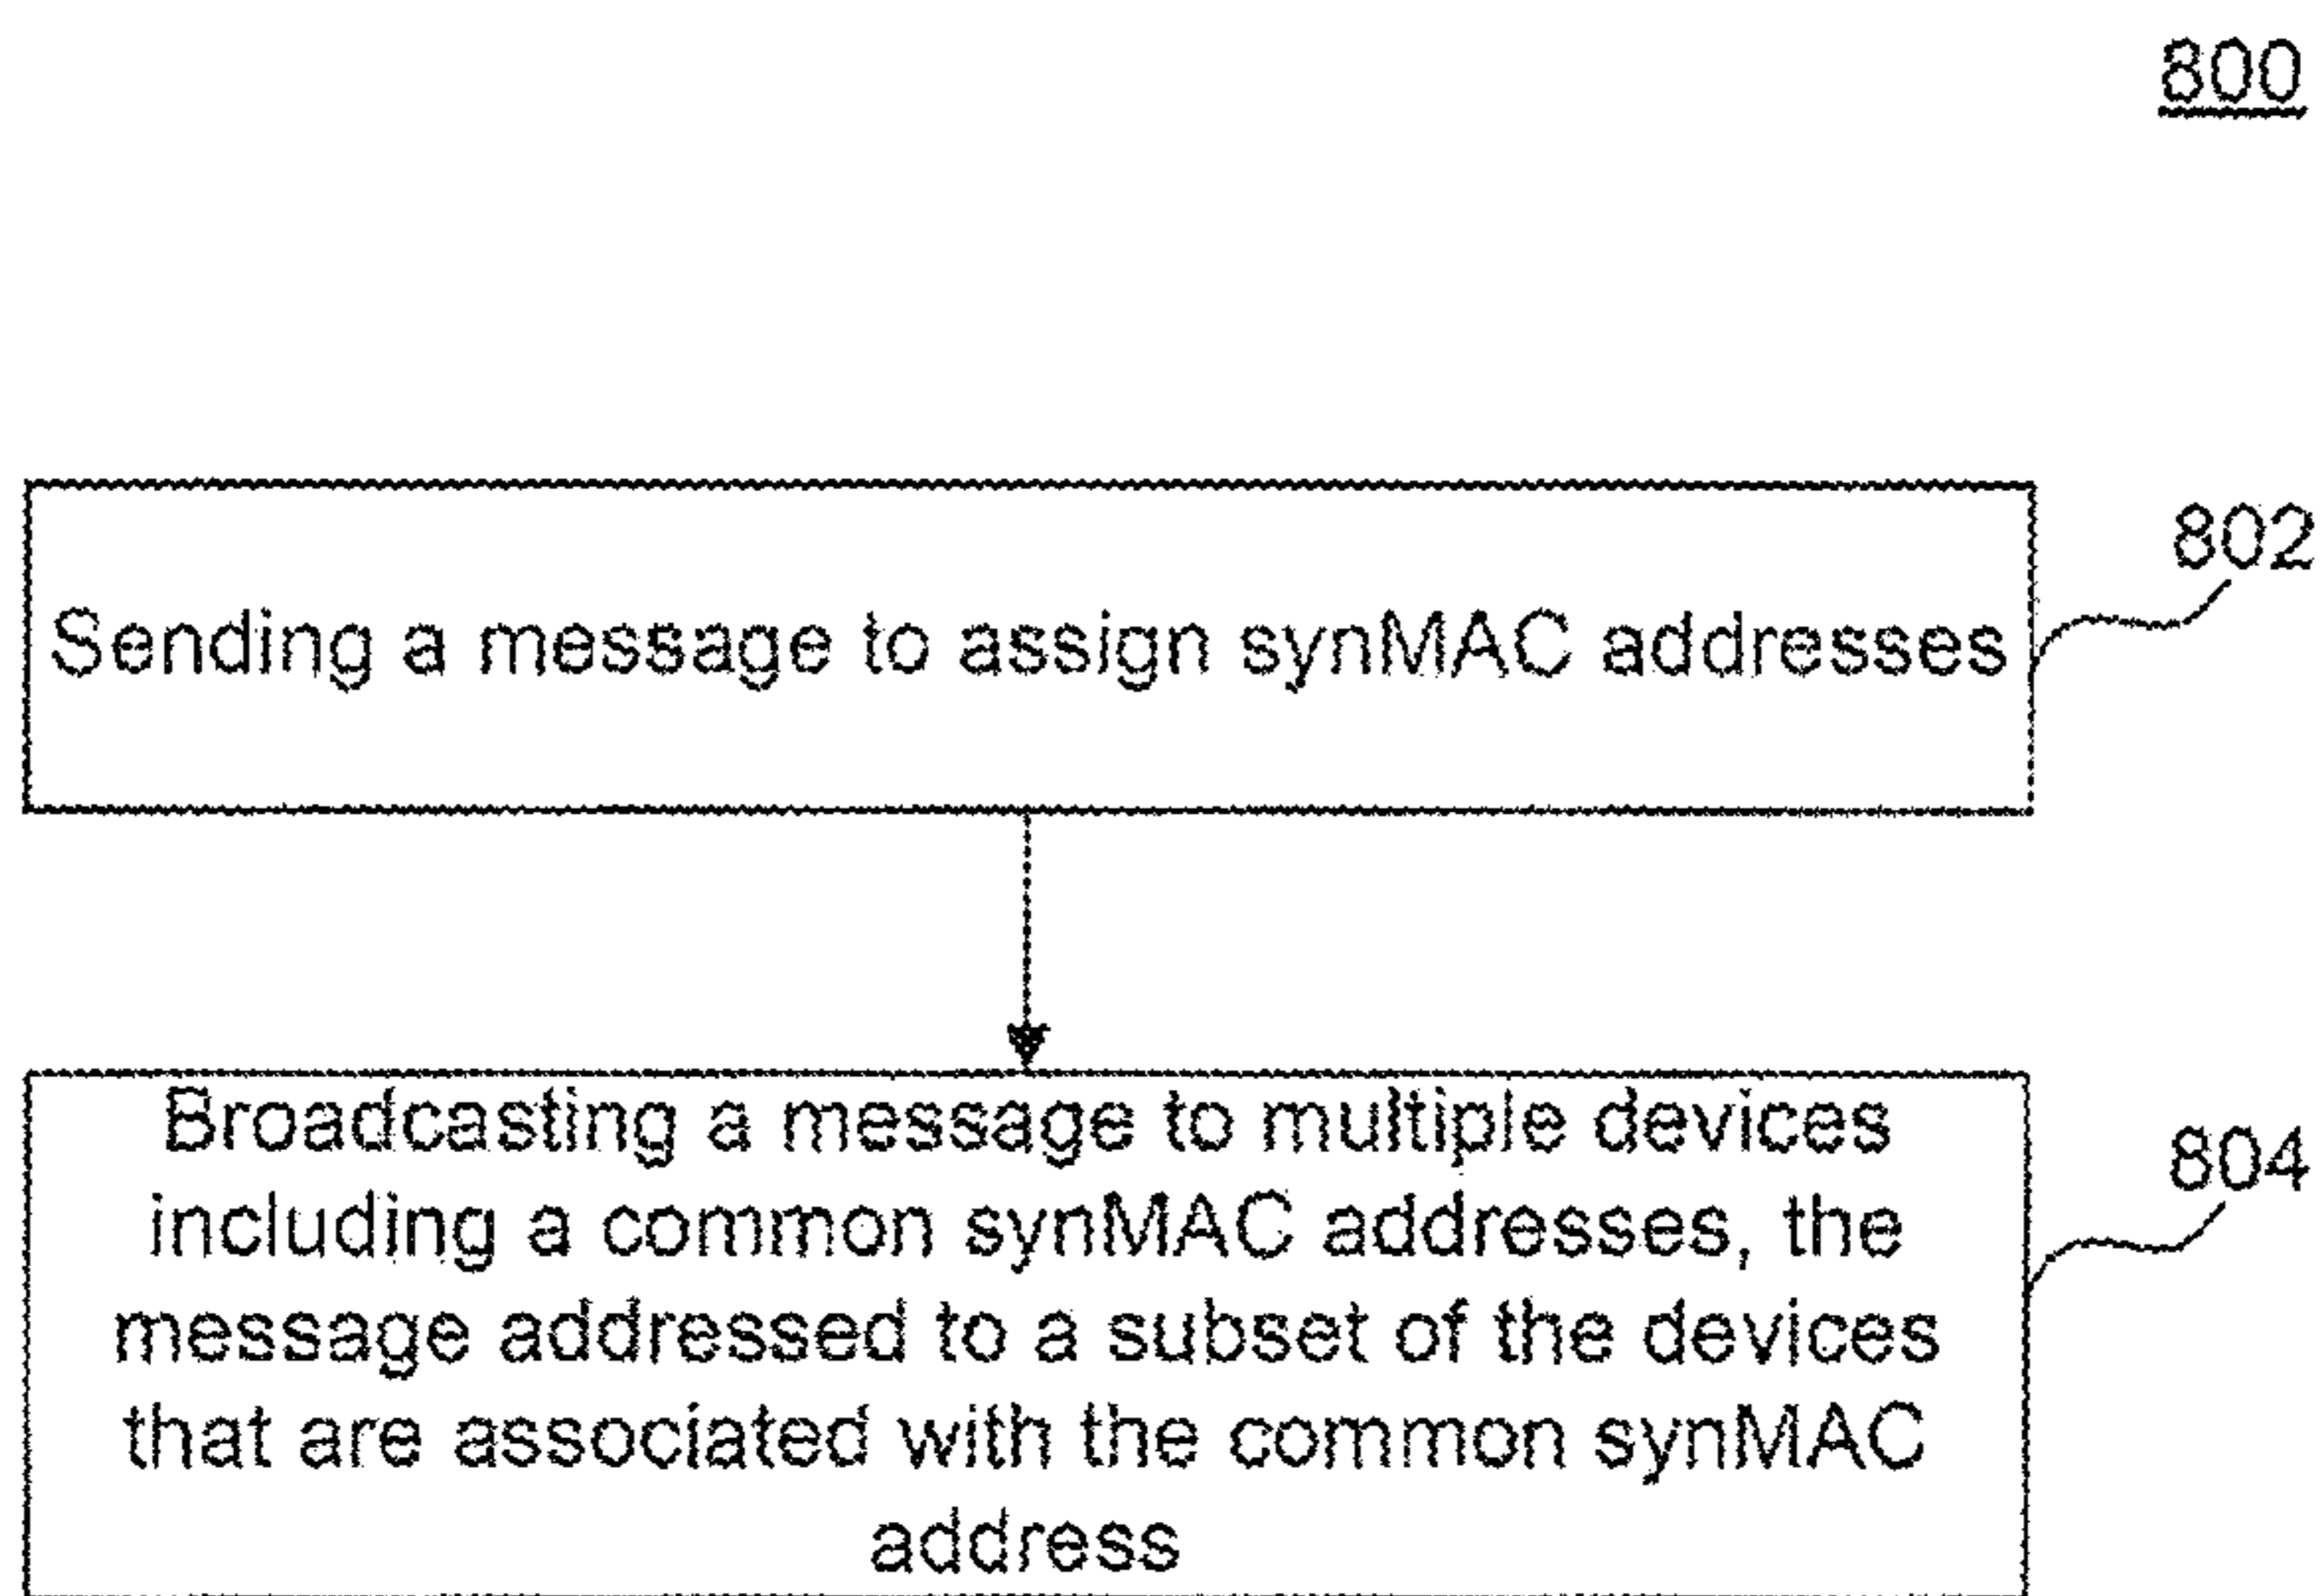 800
802
Sending a message to assign synMAC addresses
Broadcasting a message to multiple devices
804
including a common synMAC addresses, the
message addressed to a subset of the devices
that are associated with the common synMAC
address